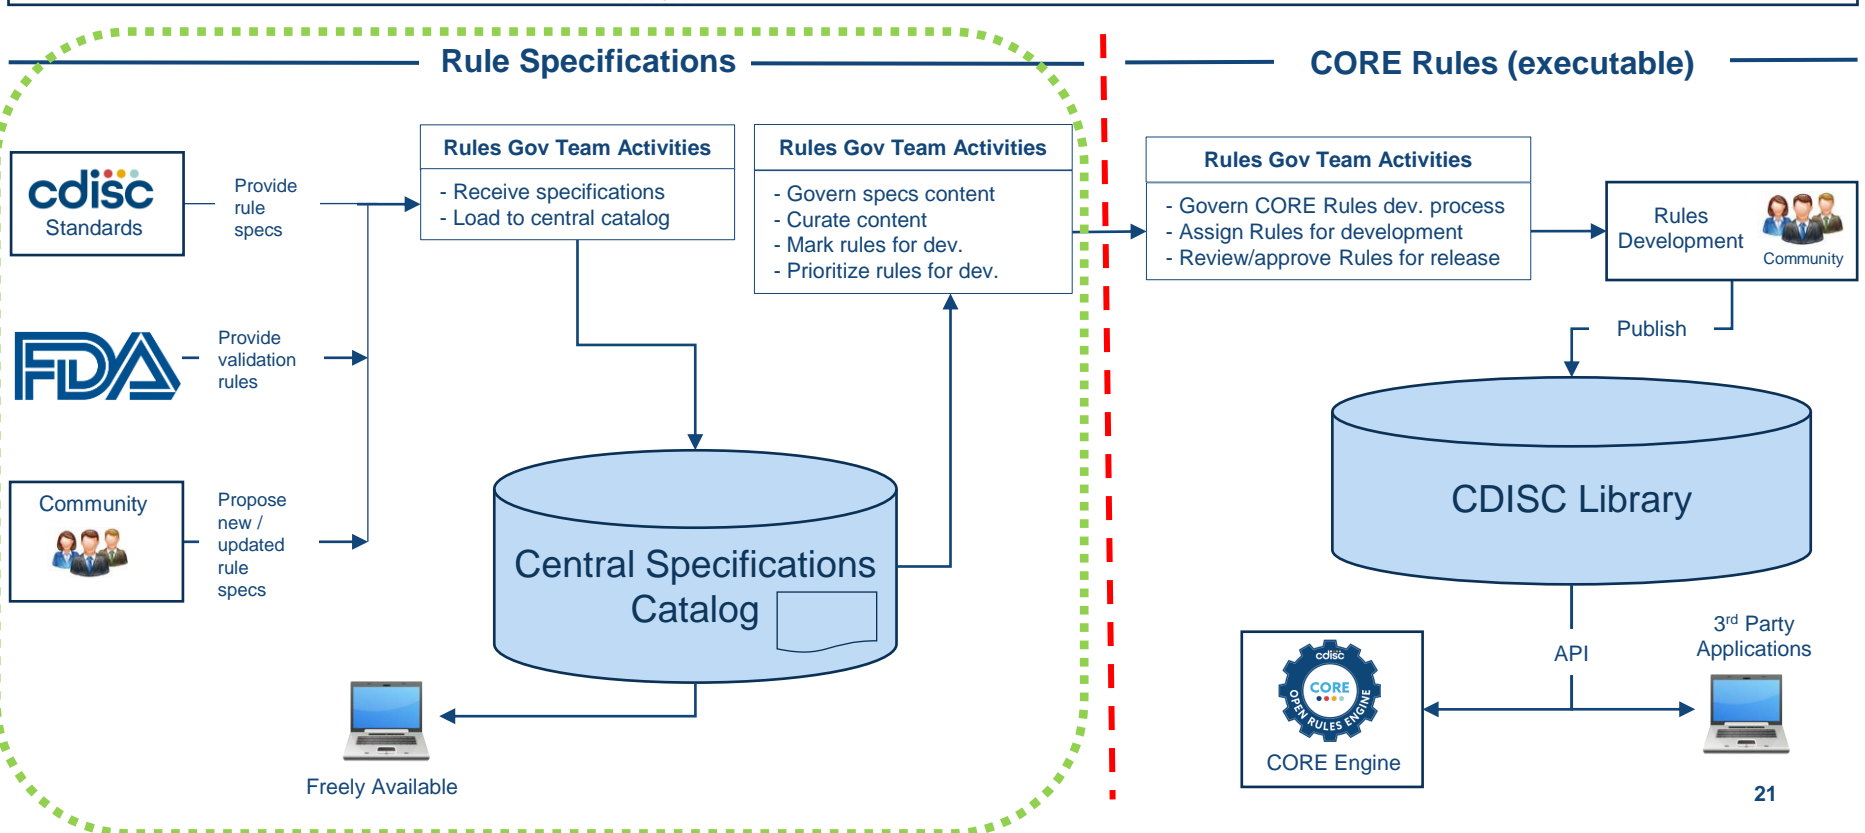 Rule Specifications
CORE Rules (executable)
cdisc
Standards
Provide
rule
specs
Rules Gov Team Activities
- Receive specifications
- Load to central catalog
Rules Gov Team Activities
- Govern specs content
- Curate content
- Mark rules for dev.
- Prioritize rules for dev.
Rules Gov Team Activities
- Govern CORE Rules dev. process
- Assign Rules for development
- Review/approve Rules for release
Rules
Development
Community
Publish
FDA
Provide
validation
rules
Community
Propose
new /
updated
rule
specs
Central Specifications
Catalog
Freely Available
CDISC Library
API
cdisc
CORE
OPEN RULES ENGINE
CORE Engine
3rd Party
Applications
21